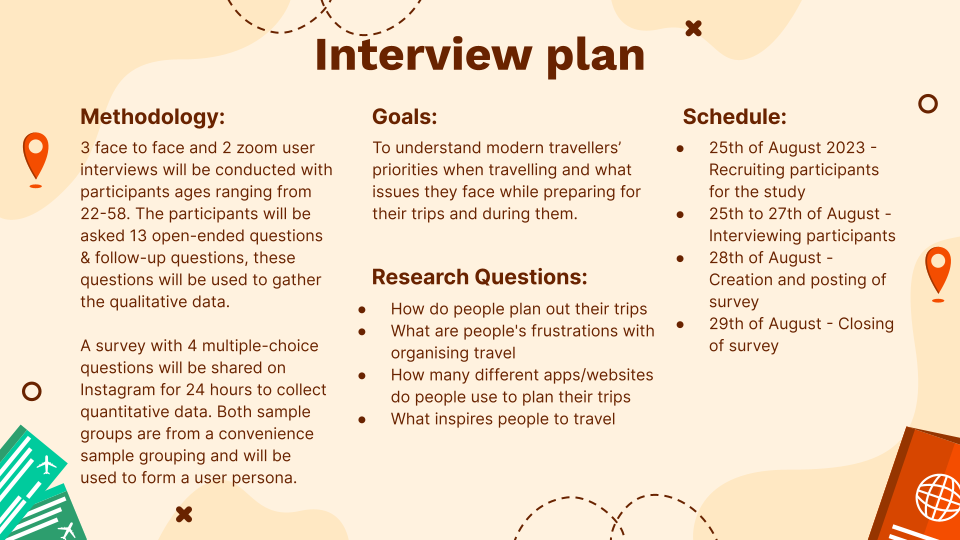 Interview plan
Methodology:
3 face to face and 2 zoom user
interviews will be conducted with
participants ages ranging from
22-58. The participants will be
asked 13 open-ended questions
& follow-up questions, these
questions will be used to gather
the qualitative data.
A survey with 4 multiple-choice
questions will be shared on
Instagram for 24 hours to collect
quantitative data. Both sample
groups are from a convenience
sample grouping and will be
used to form a user persona.
Goals:
To understand modern travellers’
priorities when travelling and what
issues they face while preparing for
their trips and during them.
Research Questions:
● How do people plan out their trips
● What are people's frustrations with
organising travel
● How many different apps/websites
do people use to plan their trips
● What inspires people to travel
Schedule:
● 25th of August 2023 -
Recruiting participants
for the study
● 25th to 27th of August -
Interviewing participants
● 28th of August -
Creation and posting of
survey
● 29th of August - Closing
of survey